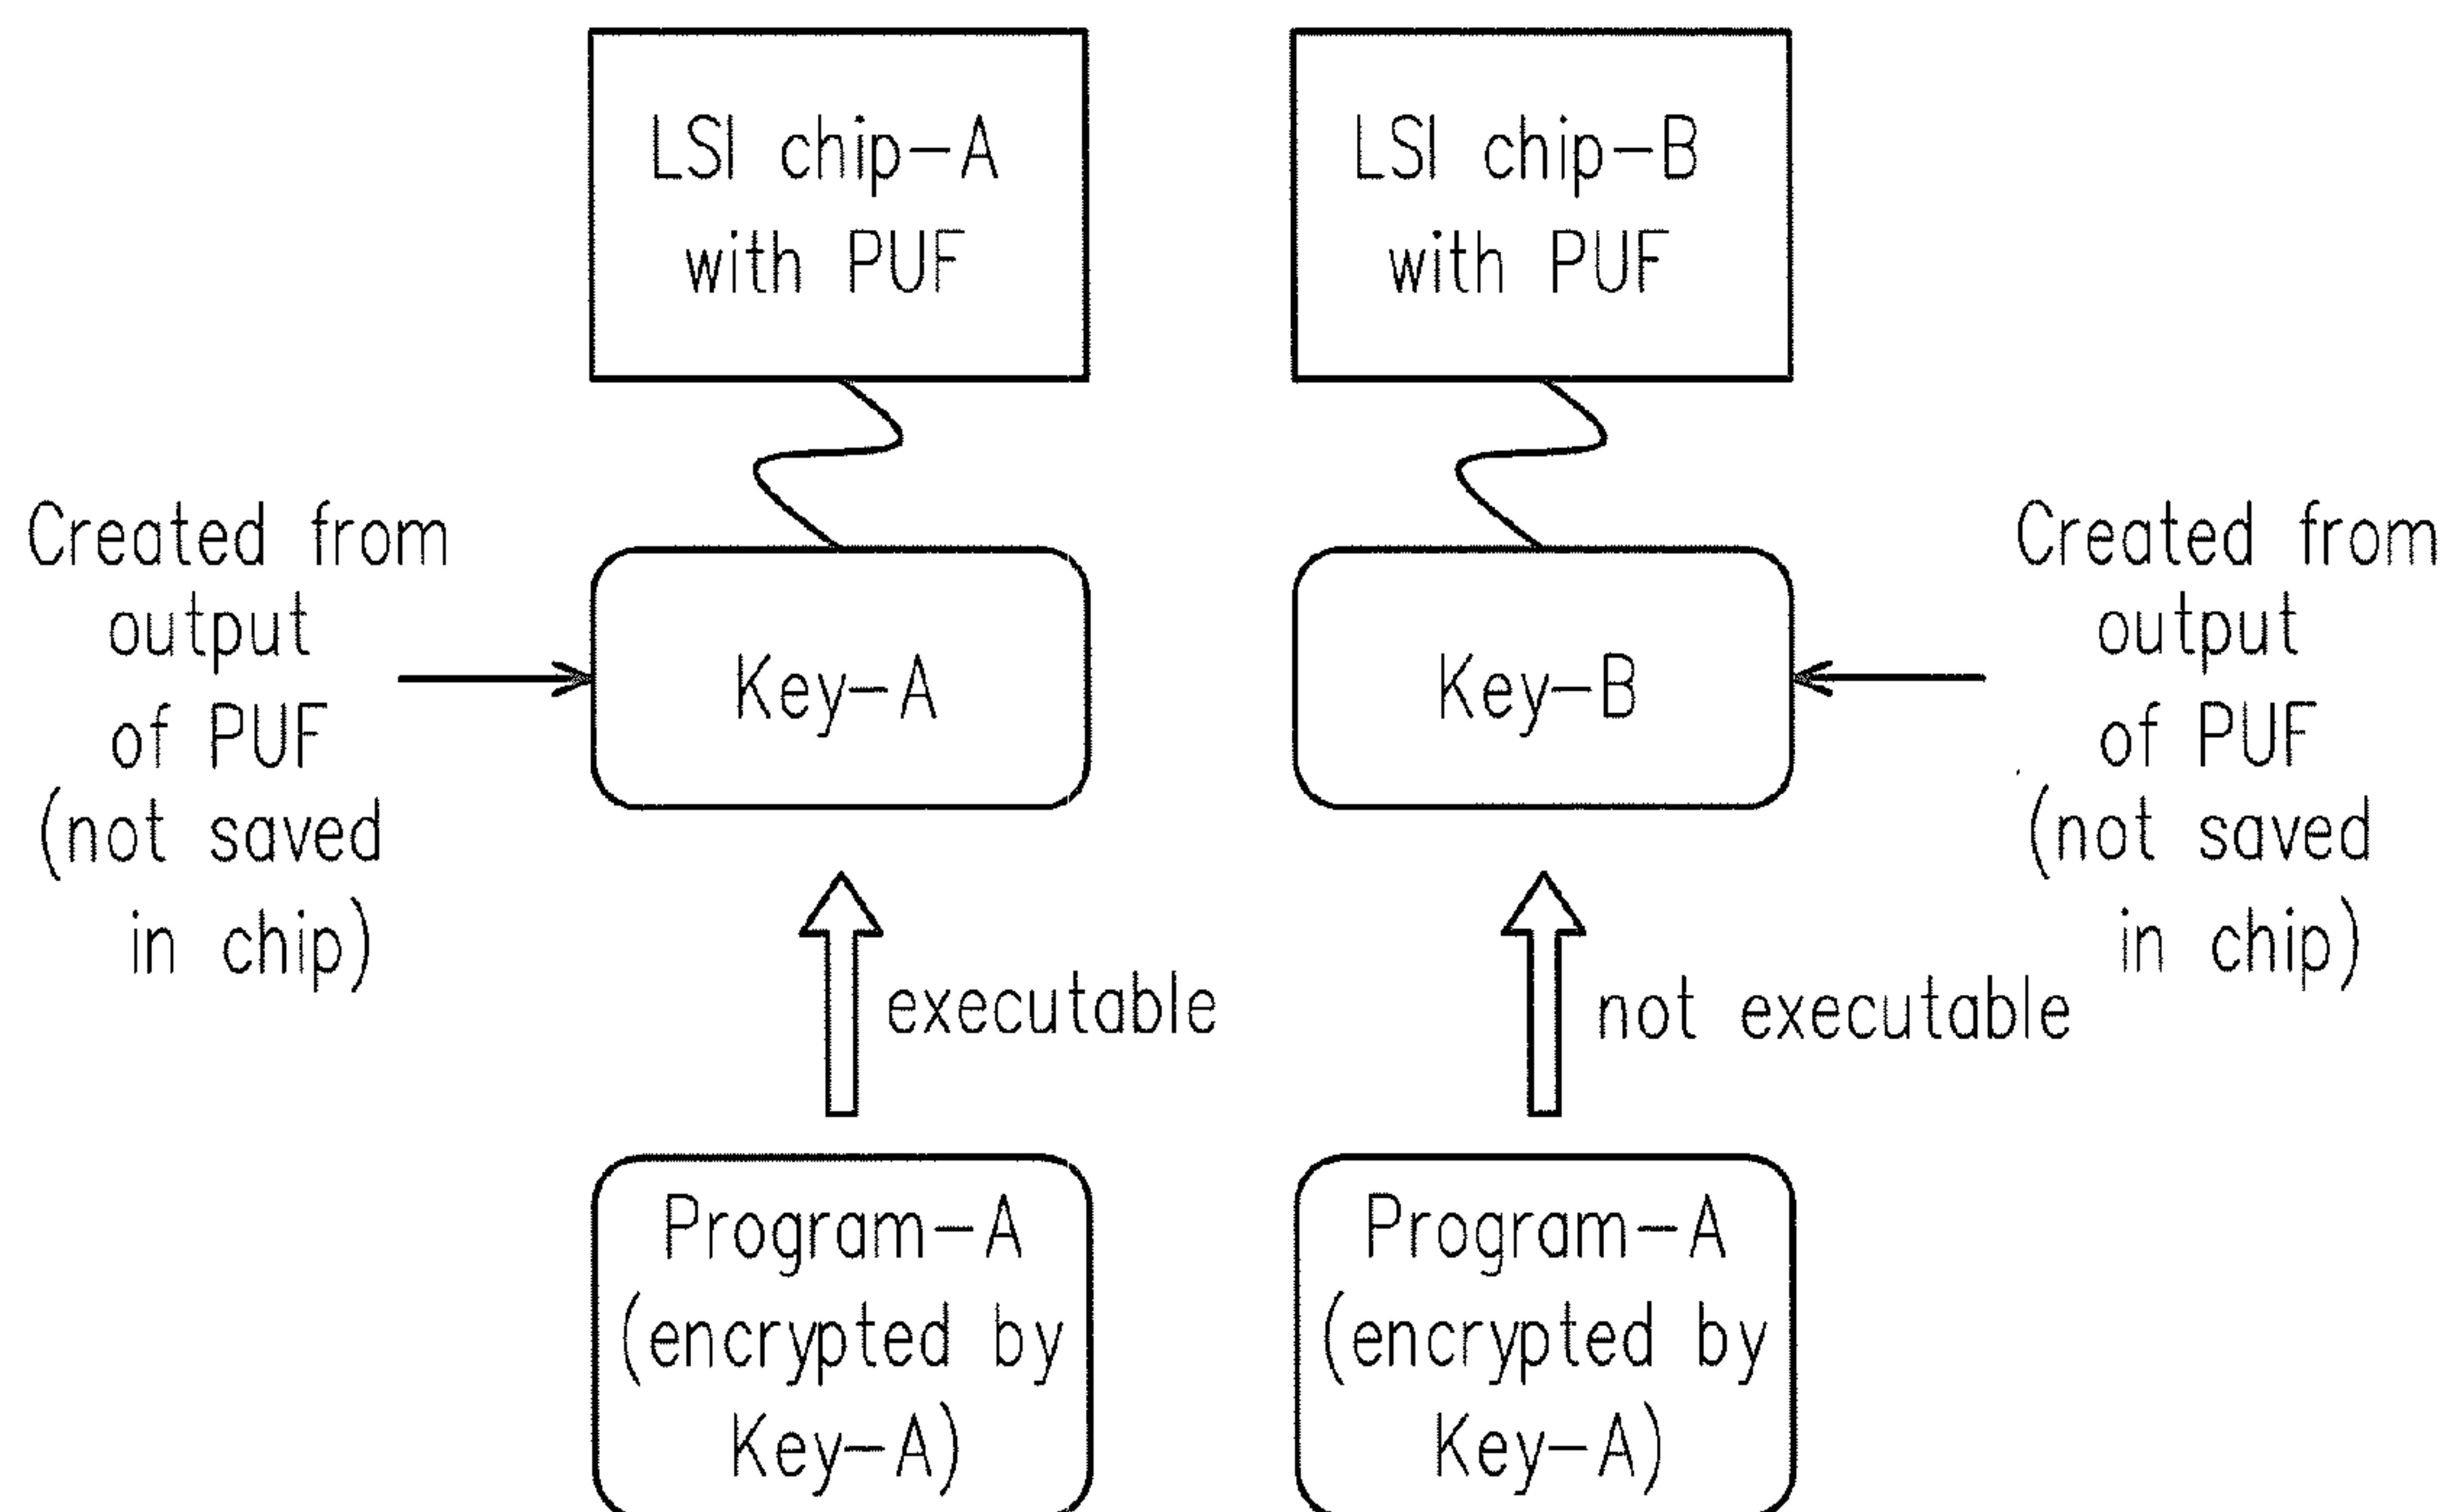 LSI chip-A
with PUF
LSI chip-B
with PUF
Created from
output
of PUF
(not saved
in chip)
Key-A
Key-B
Created from
output
of PUF
(not saved
in chip)
executable
not executable
Program-A
(encrypted by
Key-A)
Program-A
(encrypted by
Key-A)